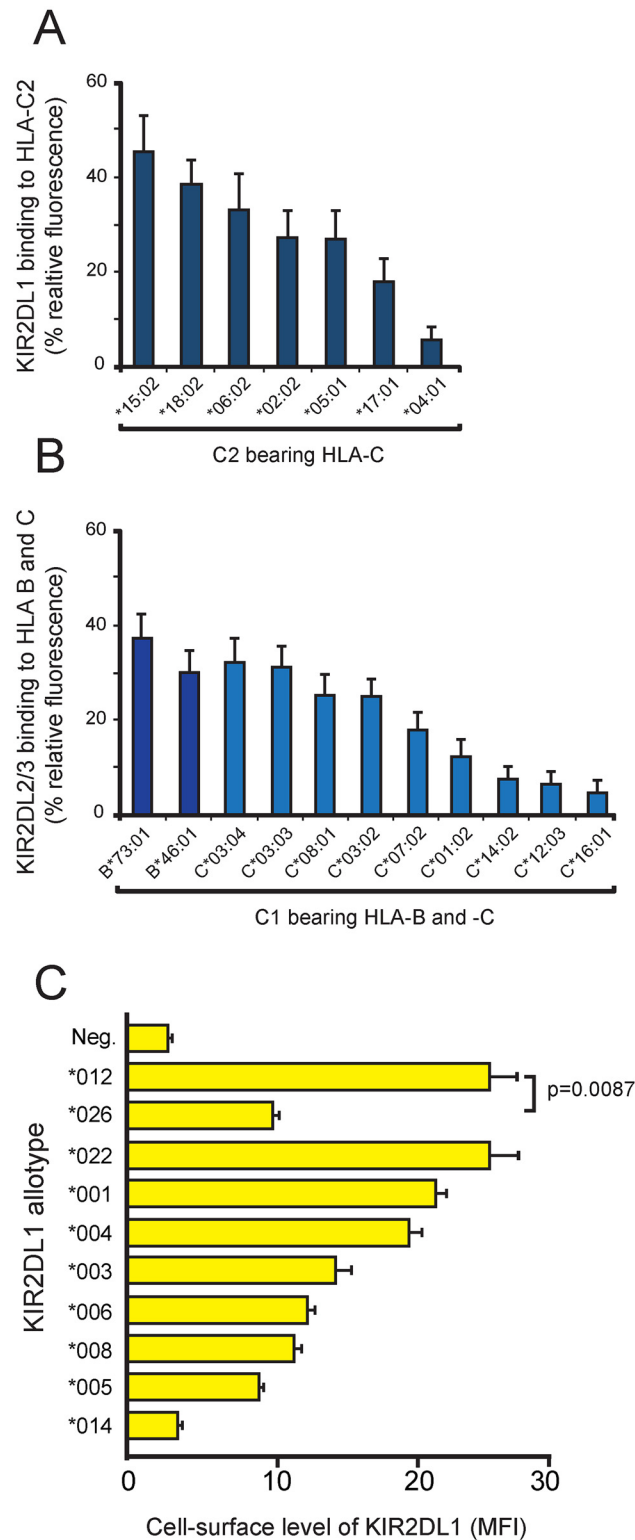 A
KIR2DL1 binding to HLA-C2
(% realtive fluorescence)
60
40
20
0
*15:02 *18:02 *06:02 *02:02 *05:01 *17:01 *04:01
C2 bearing HLA-C
B
KIR2DL2/3 binding to HLA B and C
(% relative fluorescence)
60
40
20
0
B*73:01 B*46:01 C*03:04 C*03:03 C*08:01 C*03:02 C*07:02 C*01:02 C*14:02 C*12:03 C*16:01
C1 bearing HLA-B and -C
C
KIR2DL1 allotype
Neg.
*012
p=0.0087
*026
*022
*001
*004
*003
*006
*008
*005
*014
0 10 20 30
Cell-surface level of KIR2DL1 (MFI)